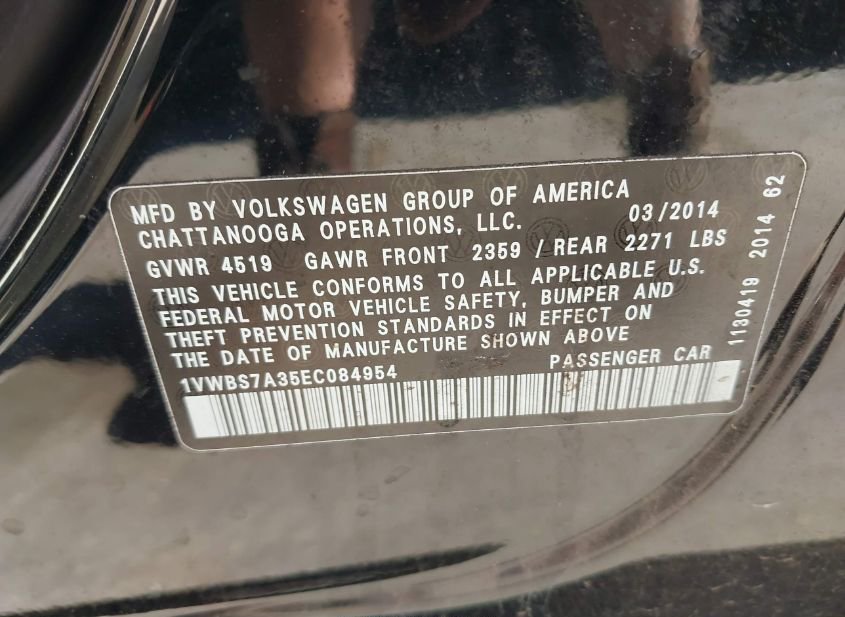 MFD BY VOLKSWAGEN GROUP OF AMERICA
CHATTANOOGA OPERATIONS, LLC. 03/2014
GVWR 4519 GAWR FRONT 2359 / REAR 2271 LBS
THIS VEHICLE CONFORMS TO ALL APPLICABLE U.S.
FEDERAL MOTOR VEHICLE SAFETY, BUMPER AND
THEFT PREVENTION STANDARDS IN EFFECT ON
THE DATE OF MANUFACTURE SHOWN ABOVE
1VWBS7A35EC084954 PASSENGER CAR
1130419 2014 62